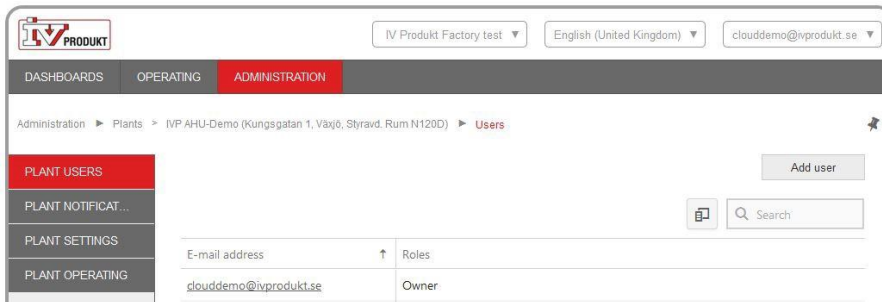 IV PRODUKT
IV Produkt Factory test ▼ English (United Kingdom) ▼ clouddemo@ivprodukt.se ▼
DASHBOARDS OPERATING ADMINISTRATION
Administration ► Plants > IVP AHU-Demo (Kungsgatan 1, Växjö, Styravd. Rum N120D) ► Users
PLANT USERS
Add user
PLANT NOTIFICAT...
Search
PLANT SETTINGS
E-mail address ↑ Roles
PLANT OPERATING
clouddemo@ivprodukt.se Owner